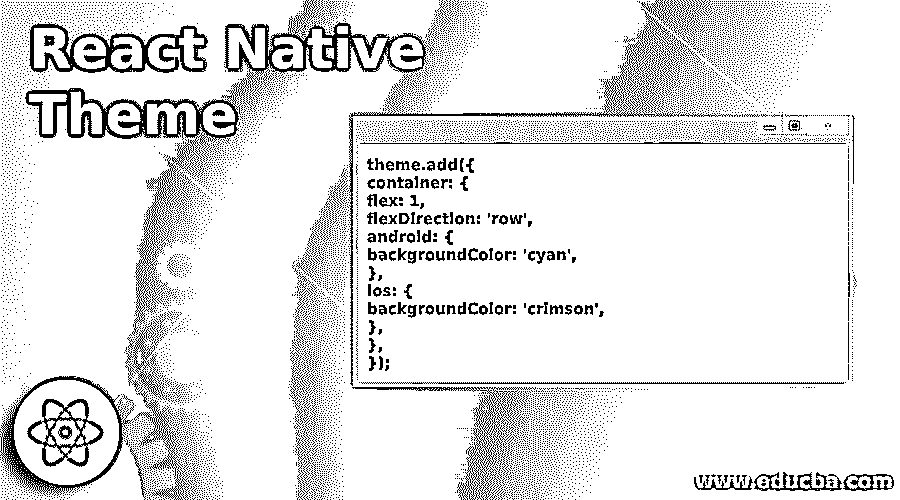 React Native
Theme
theme.add({
container: {
flex: 1,
flexDirection: 'row',
android: {
backgroundColor: 'cyan',
},
ios: {
backgroundColor: 'crimson',
},
},
});
www.educba.com